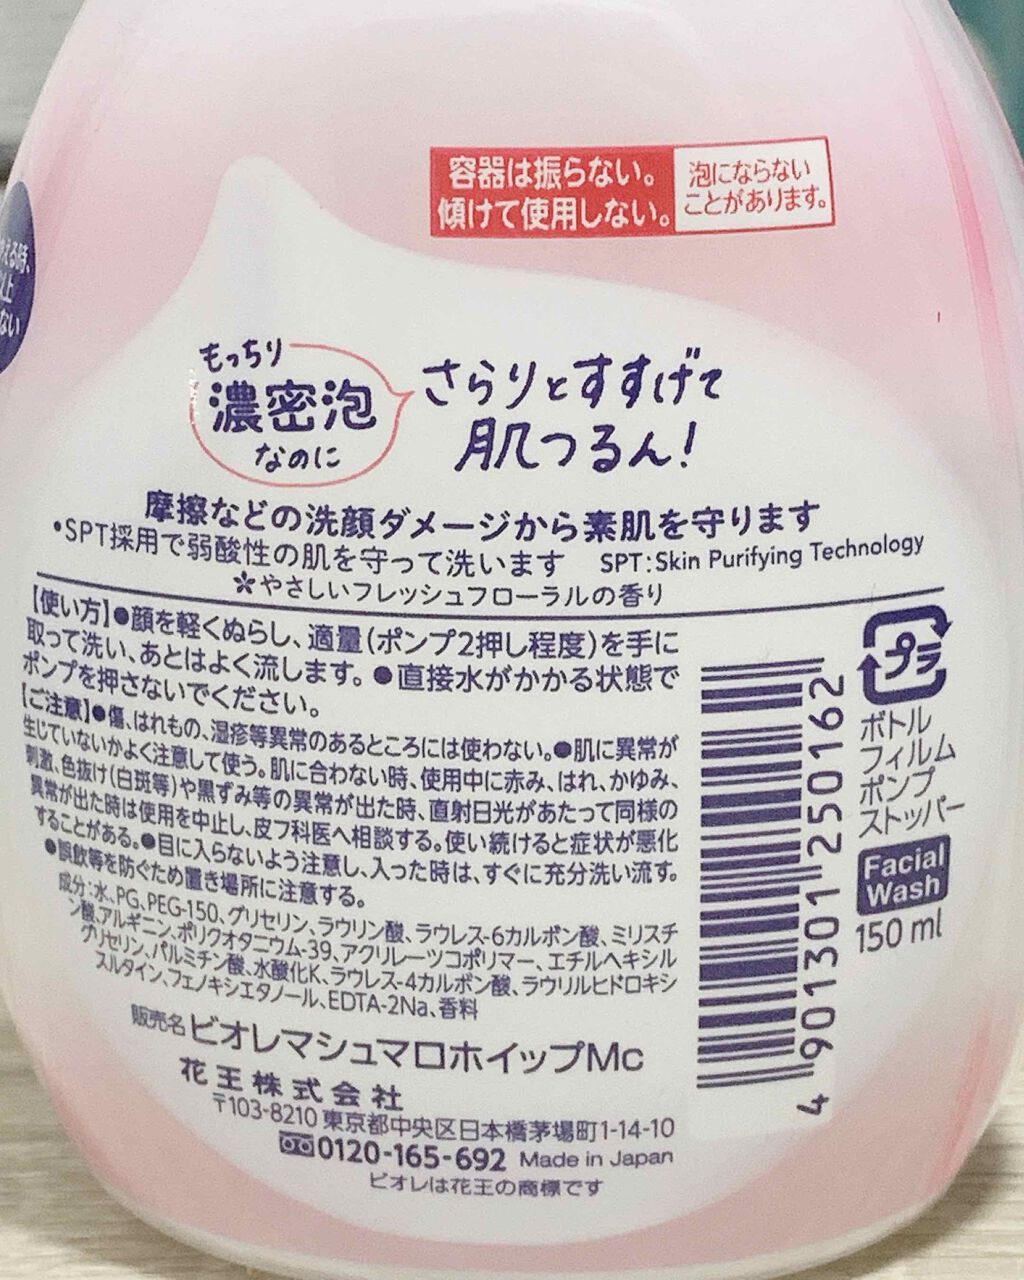 容器は振らない。
傾けて使用しない。
泡にならない
ことがあります。
える時、
以上
ない
もっちり
濃密泡
なのに
さらりとすすげて
肌つるん!
摩擦などの洗顔ダメージから素肌を守ります
•SPT採用で弱酸性の肌を守って洗います SPT:Skin Purifying Technology
✽やさしいフレッシュフローラルの香り
【使い方】●顔を軽くぬらし、適量(ポンプ2押し程度)を手に
取って洗い、あとはよく流します。●直接水がかかる状態で
ポンプを押さないでください。
【ご注意】●傷、はれもの、湿疹等異常のあるところには使わない。●肌に異常が
生じていないかよく注意して使う。肌に合わない時、使用中に赤み、はれ、かゆみ、
刺激、色抜け(白斑等)や黒ずみ等の異常が出た時、直射日光があたって同様の
異常が出た時は使用を中止し、皮フ科医へ相談する。使い続けると症状が悪化
することがある。●目に入らないよう注意し、入った時は、すぐに充分洗い流す。
●誤飲等を防ぐため置き場所に注意する。
成分:水、PG、PEG-150、グリセリン、ラウリン酸、ラウレス-6カルボン酸、ミリスチ
ン酸、アルギニン、ポリクオタニウム-39、アクリレーツコポリマー、エチルヘキシル
グリセリン、パルミチン酸、水酸化K、ラウレス-4カルボン酸、ラウリルヒドロキシ
スルタイン、フェノキシエタノール、EDTA-2Na、香料
販売名ビオレマシュマロホイップMc
花王株式会社
〒103-8210 東京都中央区日本橋茅場町1-14-10
0120-165-692 Made in Japan
ビオレは花王の商標です
4 901301 250162
プラ
ボトル
フィルム
ポンプ
ストッパー
Facial
Wash
150 ml